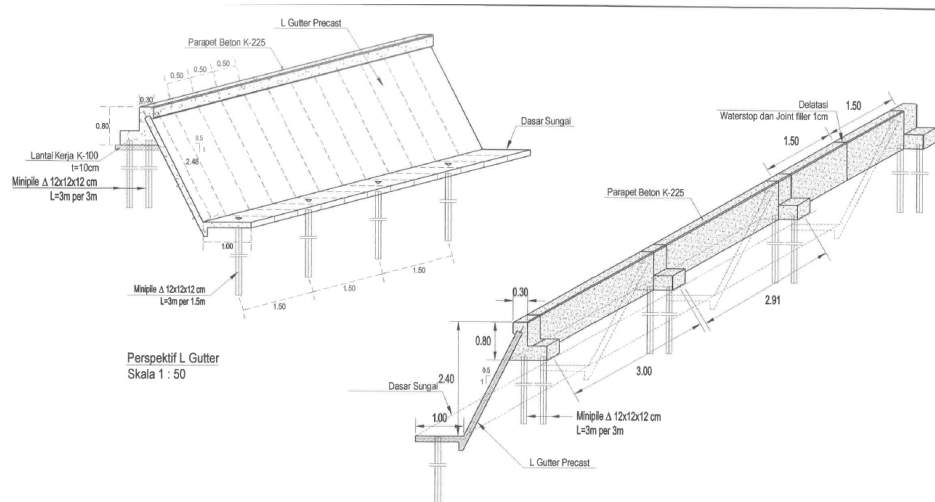 L Gutter Precast
Parapet Beton K-225
0.50
0.50
0.50
0.30
0.80
0.5
1
2.48
Dasar Sungai
Lantai Kerja K-100
t=10cm
Minipile Δ 12x12x12 cm
L=3m per 3m
1.00
Minipile Δ 12x12x12 cm
L=3m per 1.5m
1.50
1.50
1.50
Perspektif L Gutter
Skala 1 : 50
1.50
Delatasi
Waterstop dan Joint filler 1cm
1.50
Parapet Beton K-225
0.30
0.80
2.91
3.00
0.5
1
2.40
Dasar Sungai
1.00
Minipile Δ 12x12x12 cm
L=3m per 3m
L Gutter Precast